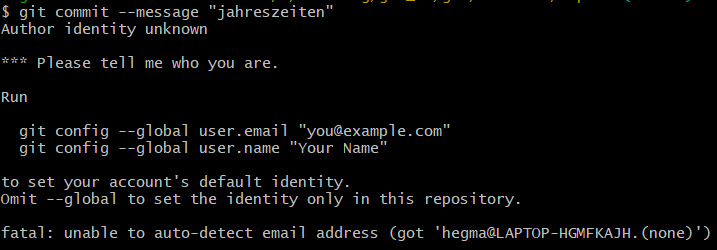 $ git commit --message "jahreszeiten"
Author identity unknown
*** Please tell me who you are.
Run
git config --global user.email "you@example.com"
git config --global user.name "Your Name"
to set your account's default identity.
Omit --global to set the identity only in this repository.
fatal: unable to auto-detect email address (got 'hegma@LAPTOP-HGMFKAJH.(none)')